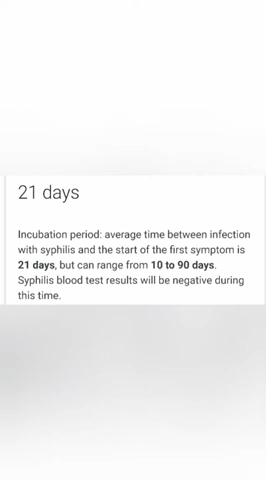 21 days
Incubation period: average time between infection
with syphilis and the start of the first symptom is
21 days, but can range from 10 to 90 days.
Syphilis blood test results will be negative during
this time.